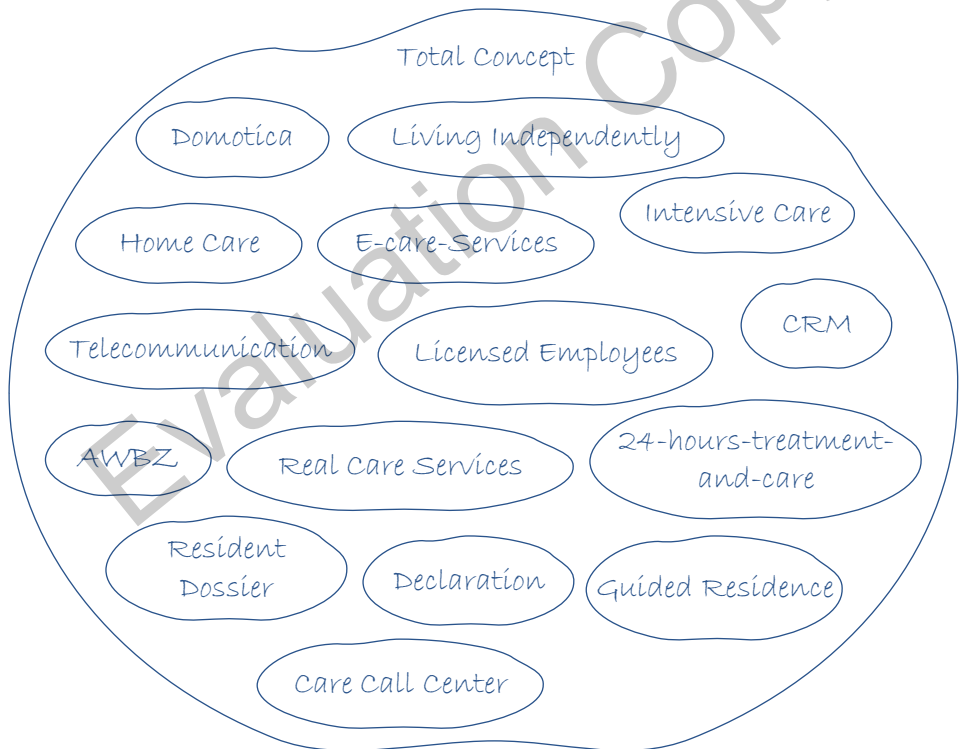 Total Concept
Domotica
Living Independently
Intensive Care
Home Care
E-care-Services
CRM
Telecommunication
Licensed Employees
24-hours-treatment-
and-care
AWBZ
Real Care Services
Resident
Dossier
Declaration
Guided Residence
Care Call Center
Evaluation Cop